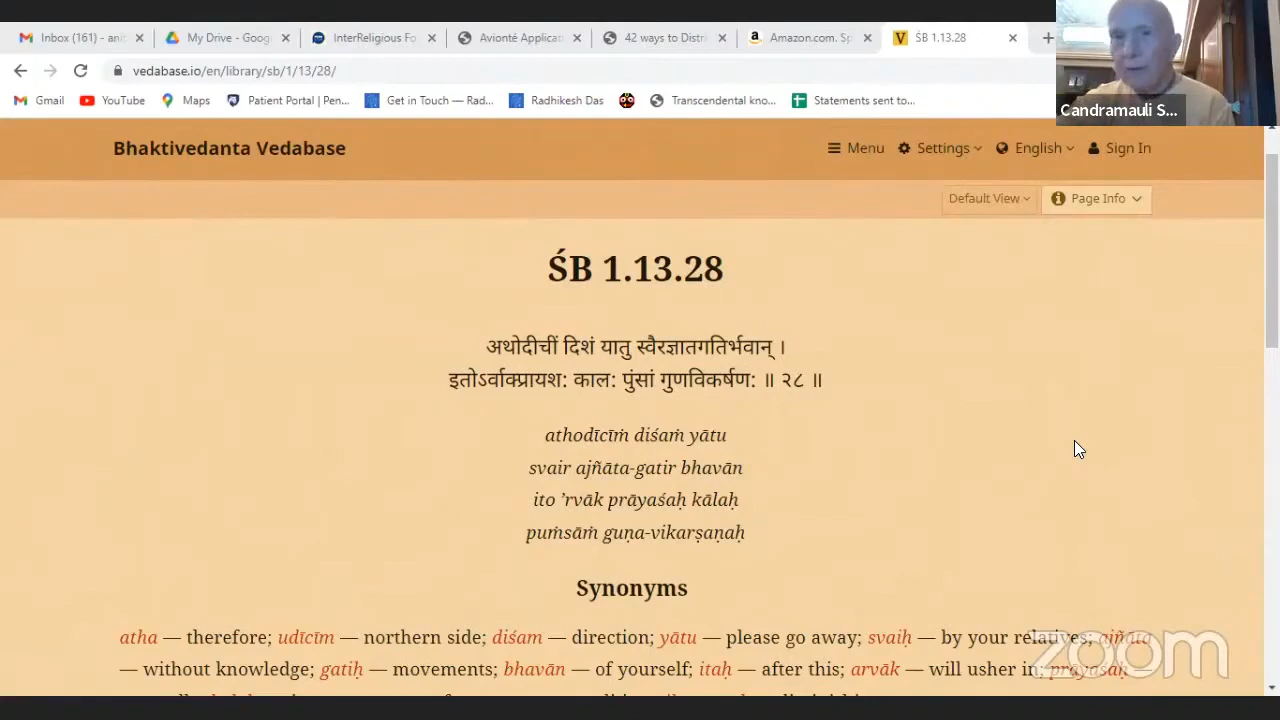 Inbox (161) - ani
My Drive - Goog
InterReligious Fo
Avionté Applicat
42 ways to Distri
Amazon.com. Sp
ŚB 1.13.28
vedabase.io/en/library/sb/1/13/28/
Gmail
YouTube
Maps
Patient Portal | Pen...
Get in Touch — Rad...
Radhikesh Das
Transcendental kno...
Statements sent to...
Candramauli S...
Bhaktivedanta Vedabase
Menu
Settings
English
Sign In
Default View
Page Info
ŚB 1.13.28
अथोदीचीं दिशं यातु स्वैरज्ञातगतिर्भवान् ।
इतोऽर्वाक्प्रायश: काल: पुंसां गुणविकर्षण: ॥ २८ ॥
athodīcīṁ diśaṁ yātu
svair ajñāta-gatir bhavān
ito ’rvāk prāyaśaḥ kālaḥ
puṁsāṁ guṇa-vikarṣaṇaḥ
Synonyms
atha — therefore; udīcīm — northern side; diśam — direction; yātu — please go away; svaiḥ — by your relatives; ajñāta
— without knowledge; gatiḥ — movements; bhavān — of yourself; itaḥ — after this; arvāk — will usher in; prāyaśaḥ
zoom